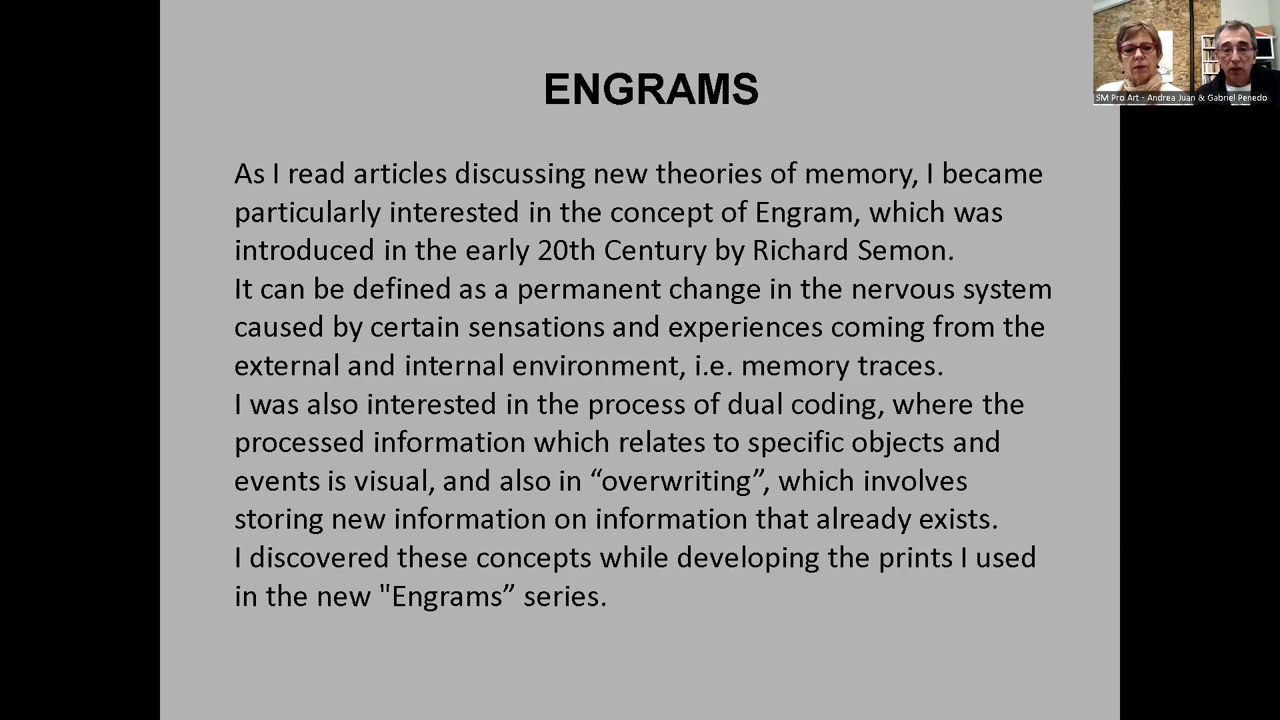 ENGRAMS
SM Pro Art - Andrea Juan & Gabriel Penedo
As I read articles discussing new theories of memory, I became
particularly interested in the concept of Engram, which was
introduced in the early 20th Century by Richard Semon.
It can be defined as a permanent change in the nervous system
caused by certain sensations and experiences coming from the
external and internal environment, i.e. memory traces.
I was also interested in the process of dual coding, where the
processed information which relates to specific objects and
events is visual, and also in “overwriting”, which involves
storing new information on information that already exists.
I discovered these concepts while developing the prints I used
in the new "Engrams” series.